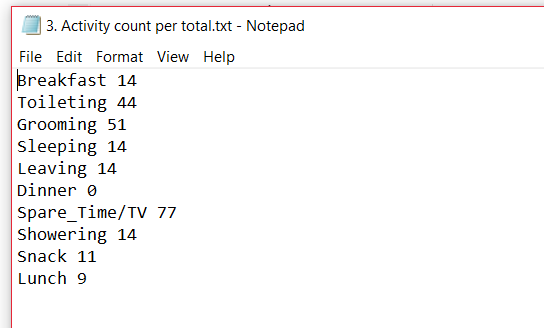 3. Activity count per total.txt - Notepad
File Edit Format View Help
Breakfast 14
Toileting 44
Grooming 51
Sleeping 14
Leaving 14
Dinner 0
Spare_Time/TV 77
Showering 14
Snack 11
Lunch 9